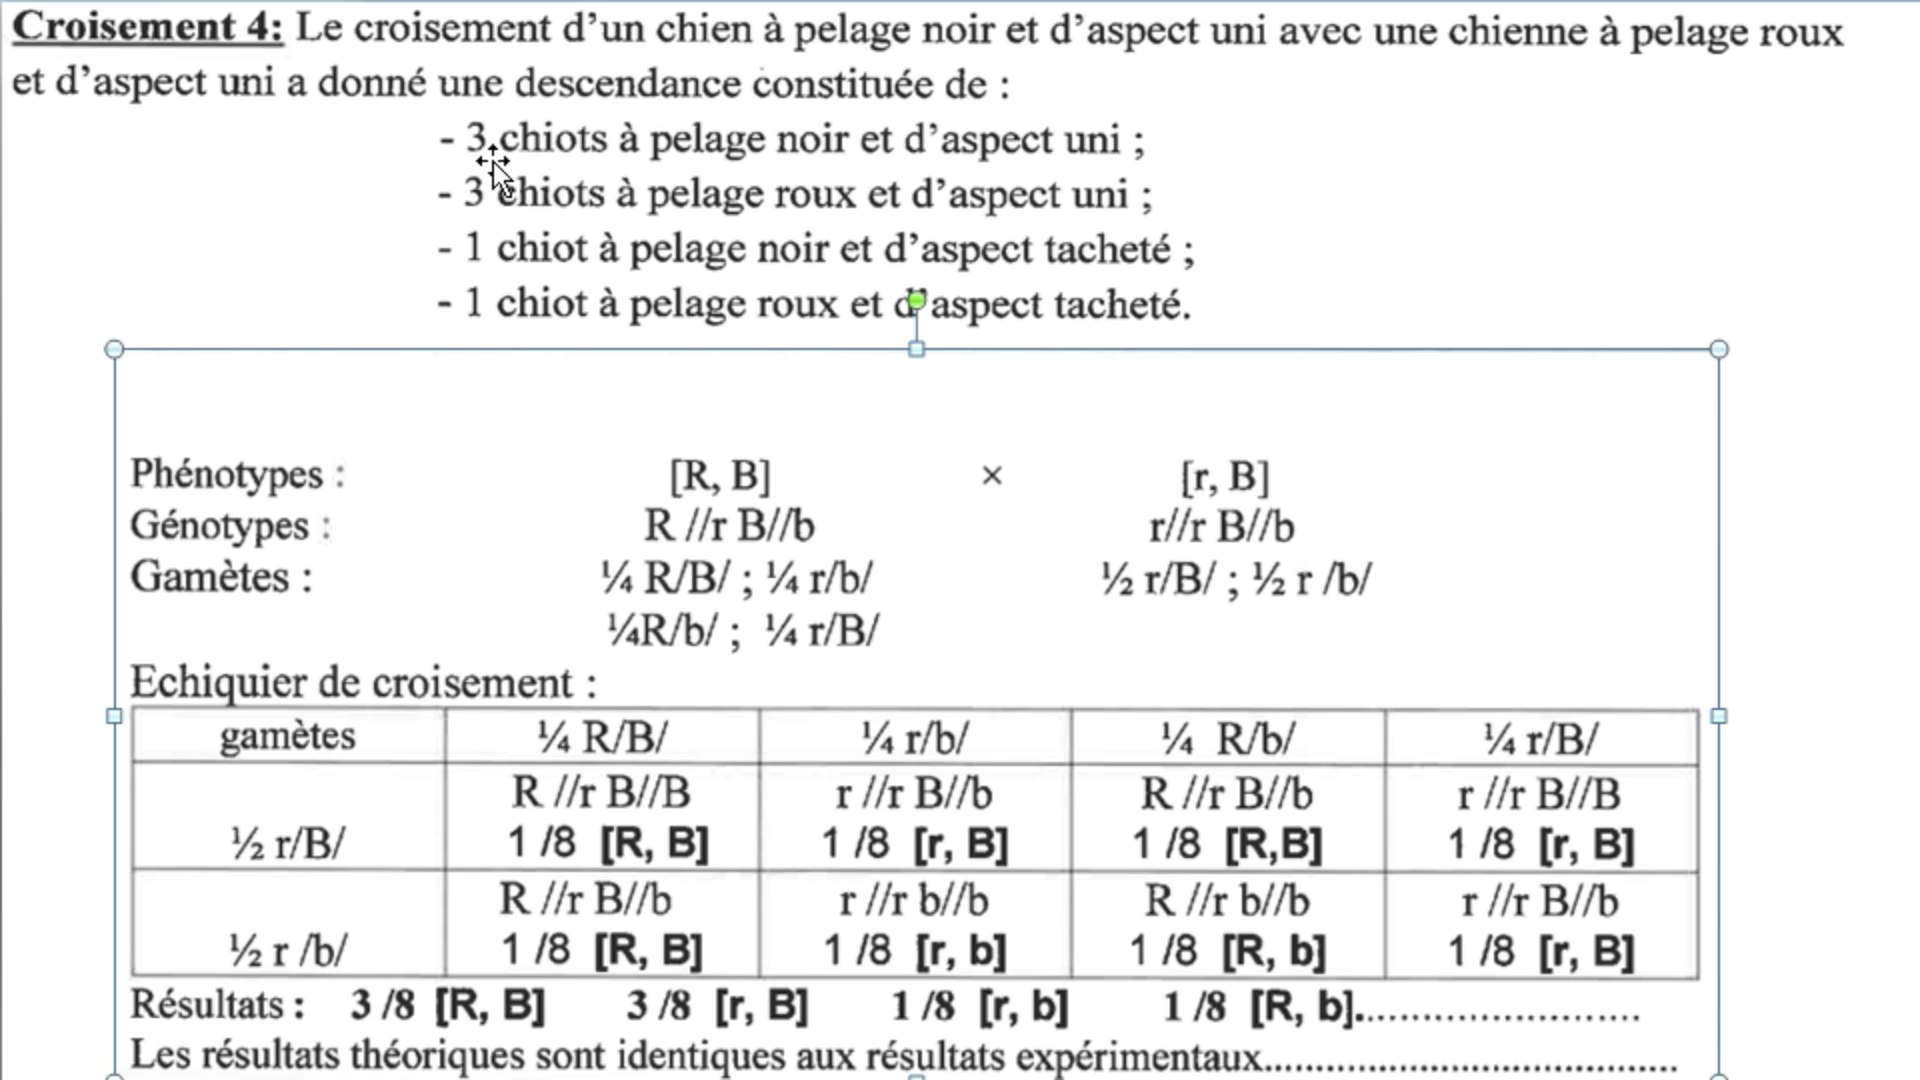 Croisement 4: Le croisement d'un chien à pelage noir et d'aspect uni avec une chienne à pelage roux
et d'aspect uni a donné une descendance constituée de :
- 3 chiots à pelage noir et d'aspect uni ;
- 3 chiots à pelage roux et d'aspect uni ;
- 1 chiot à pelage noir et d'aspect tacheté ;
- 1 chiot à pelage roux et d'aspect tacheté.
Phénotypes : [R, B] × [r, B]
Génotypes : R //r B//b r//r B//b
Gamètes : ¼ R/B/ ; ¼ r/b/ ½ r/B/ ; ½ r /b/
¼R/b/ ; ¼ r/B/
Echiquier de croisement :
gamètes ¼ R/B/ ¼ r/b/ ¼ R/b/ ¼ r/B/
R //r B//B r //r B//b R //r B//b r //r B//B
½ r/B/ 1 /8 [R, B] 1 /8 [r, B] 1 /8 [R,B] 1 /8 [r, B]
R //r B//b r //r b//b R //r b//b r //r B//b
½ r /b/ 1 /8 [R, B] 1 /8 [r, b] 1 /8 [R, b] 1 /8 [r, B]
Résultats : 3 /8 [R, B] 3 /8 [r, B] 1 /8 [r, b] 1 /8 [R, b]...........................
Les résultats théoriques sont identiques aux résultats expérimentaux.......................................